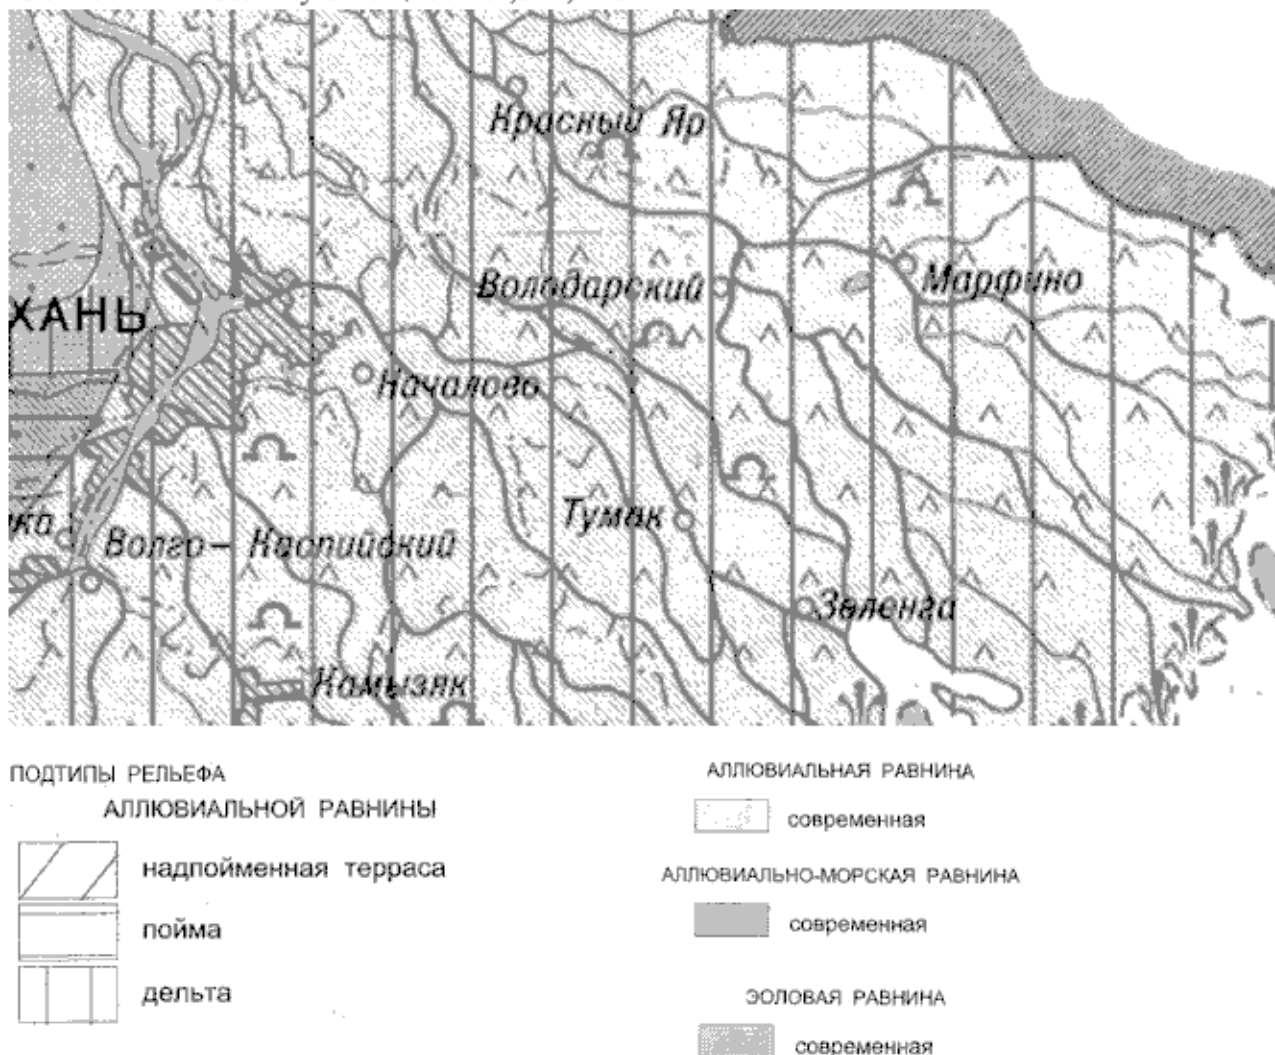 Красный Яр
Володарский
Марфино
ХАНЬ
Началово
Тумак
Волго-Каспийский
Зеленга
Камызяк
ПОДТИПЫ РЕЛЬЕФА
АЛЛЮВИАЛЬНОЙ РАВНИНЫ
надпойменная терраса
пойма
дельта
АЛЛЮВИАЛЬНАЯ РАВНИНА
современная
АЛЛЮВИАЛЬНО-МОРСКАЯ РАВНИНА
современная
ЭОЛОВАЯ РАВНИНА
современная